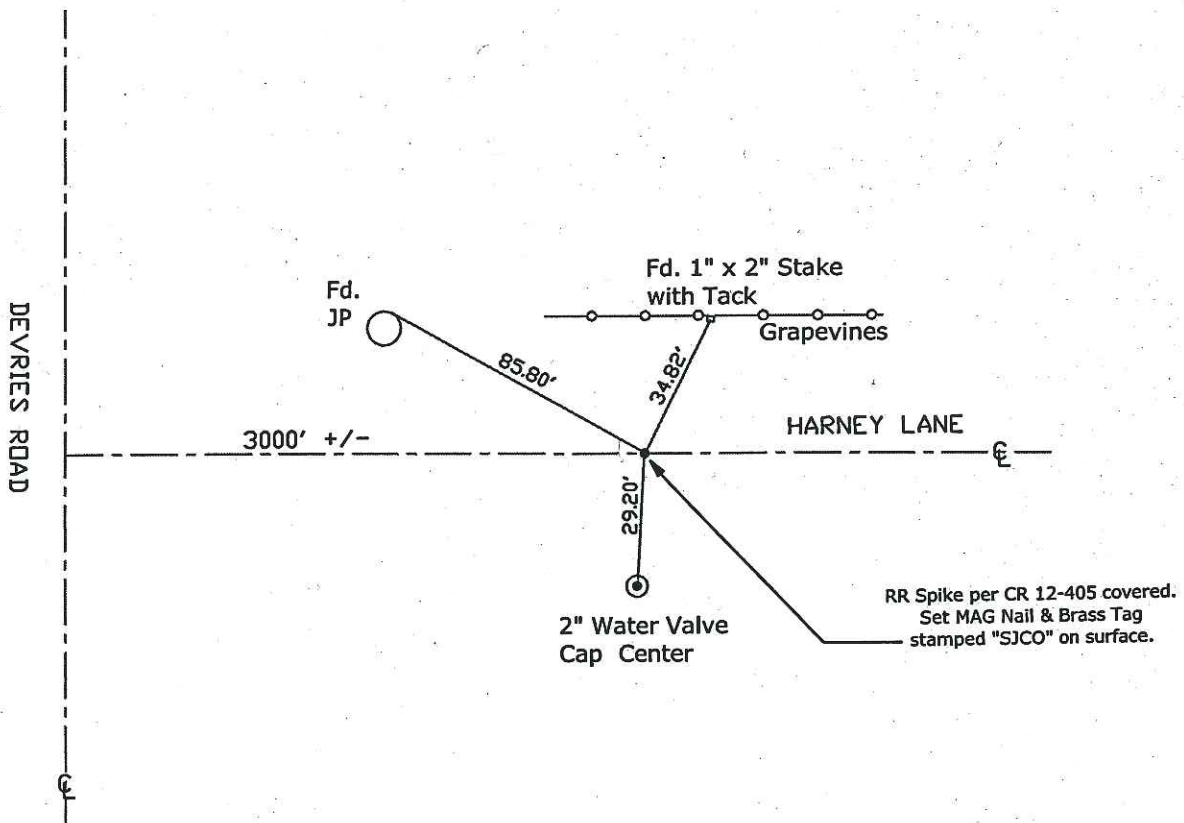 Fd. 1" x 2" Stake
with Tack
Fd.
JP
Grapevines
85.80'
34.82'
DEVRIES ROAD
3000' +/-
HARNEY LANE
℄
29.20'
RR Spike per CR 12-405 covered.
Set MAG Nail & Brass Tag
stamped "SJCO" on surface.
2" Water Valve
Cap Center
℄